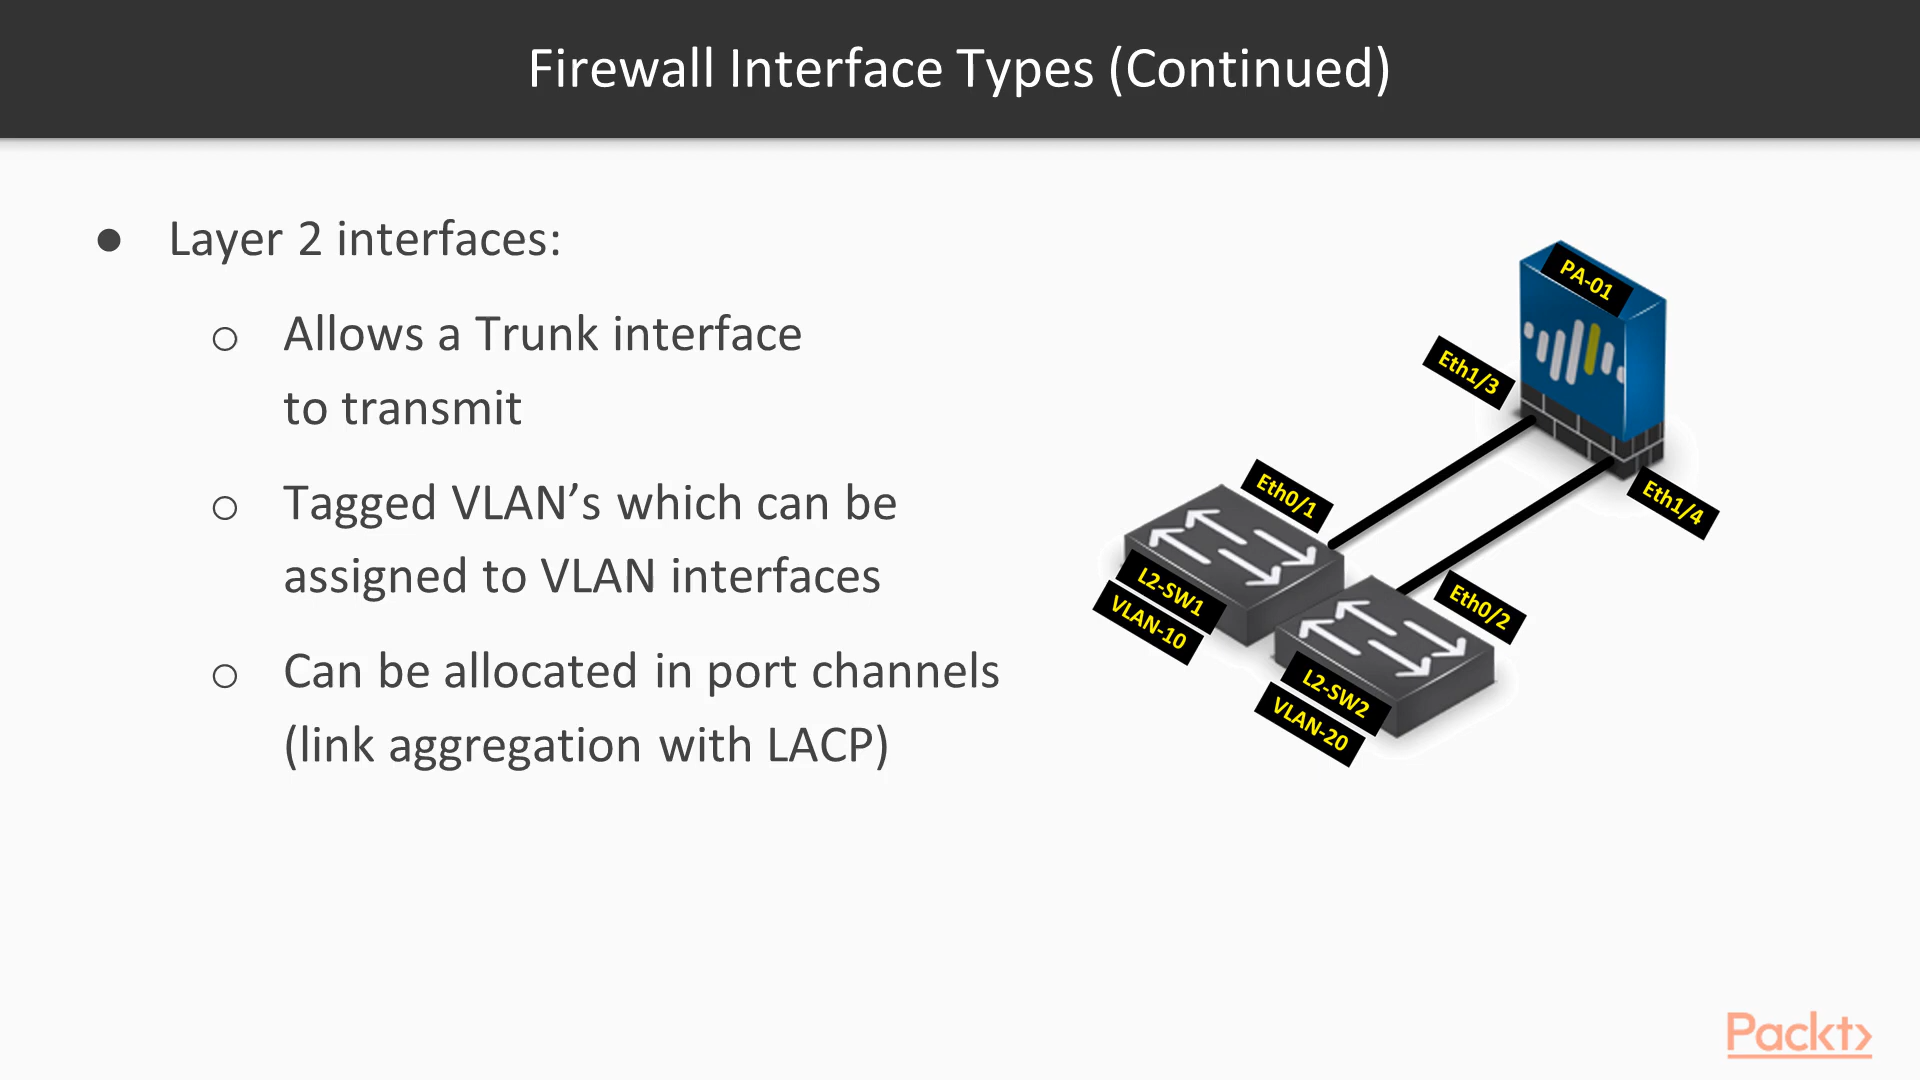 Firewall Interface Types (Continued)
● Layer 2 interfaces:
o Allows a Trunk interface
to transmit
o Tagged VLAN’s which can be
assigned to VLAN interfaces
o Can be allocated in port channels
(link aggregation with LACP)
PA-01
Eth1/3
Eth1/4
Eth0/1
Eth0/2
L2-SW1
VLAN-10
L2-SW2
VLAN-20
Packt>